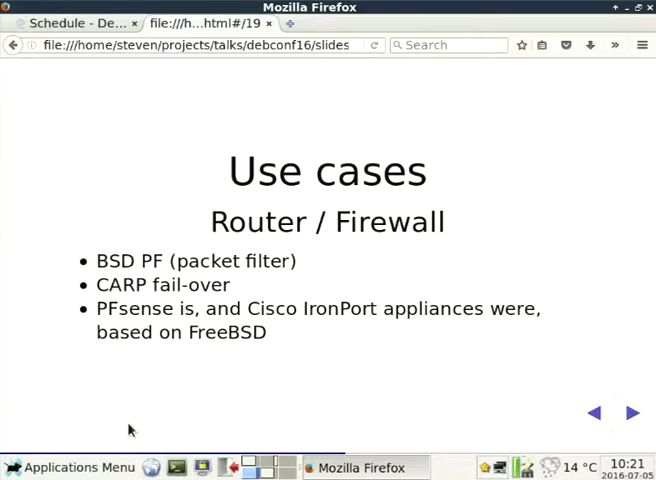 Mozilla Firefox
Schedule - De...
file:///h...html#/19
file:///home/steven/projects/talks/debconf16/slides
Search
Use cases
Router / Firewall
• BSD PF (packet filter)
• CARP fail-over
• PFsense is, and Cisco IronPort appliances were,
based on FreeBSD
Applications Menu
Mozilla Firefox
14 °C
10:21
2016-07-05